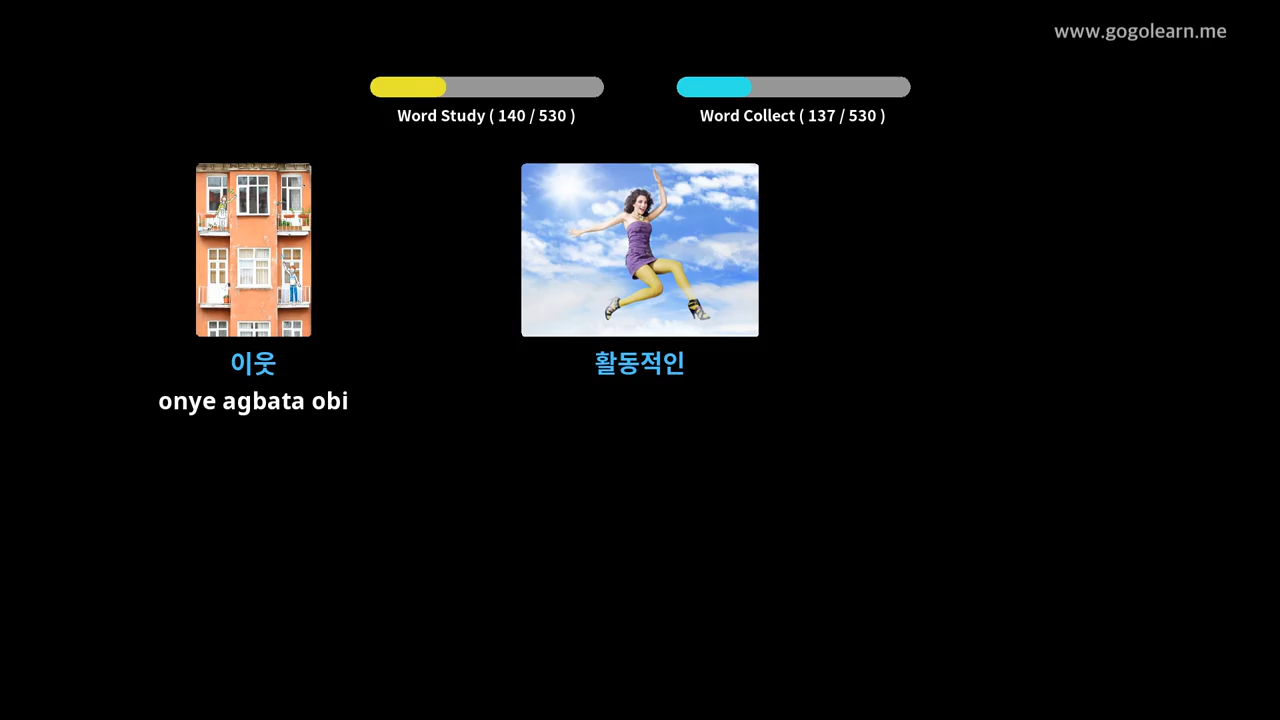 www.gogolearn.me
Word Study ( 140 / 530 )
Word Collect ( 137 / 530 )
이웃
활동적인
onye agbata obi